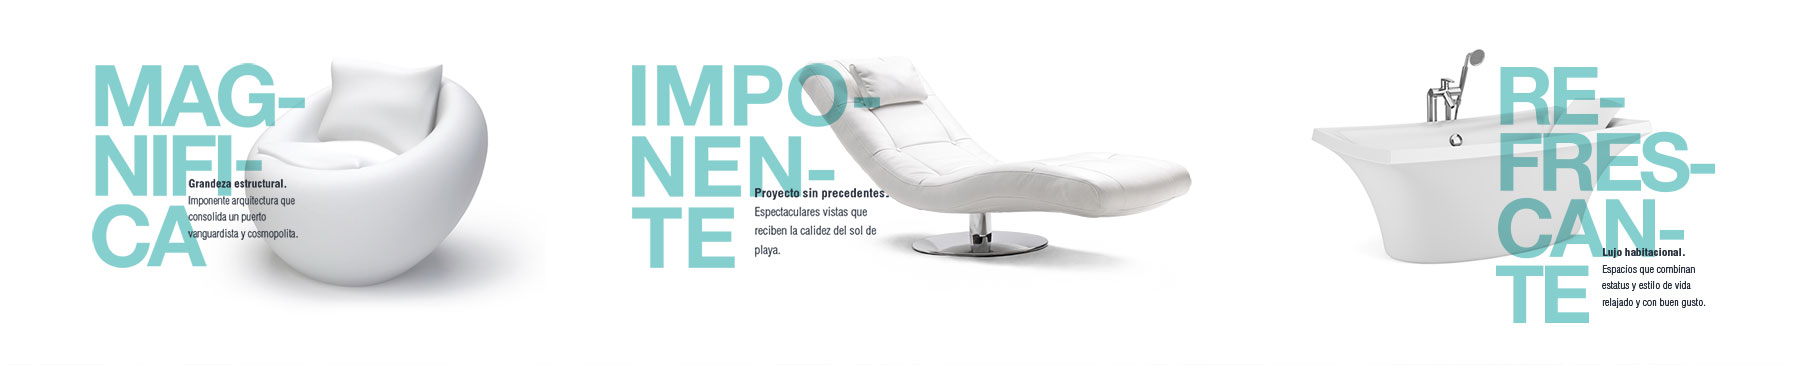 MAG-
NIFI-
CA
Grandeza estructural.
Imponente arquitectura que
consolida un puerto
vanguardista y cosmopolita.
IMPO-
NEN-
TE
Proyecto sin precedentes.
Espectaculares vistas que
reciben la calidez del sol de
playa.
RE-
FRES-
CAN-
TE
Lujo habitacional.
Espacios que combinan
estatus y estilo de vida
relajado y con buen gusto.